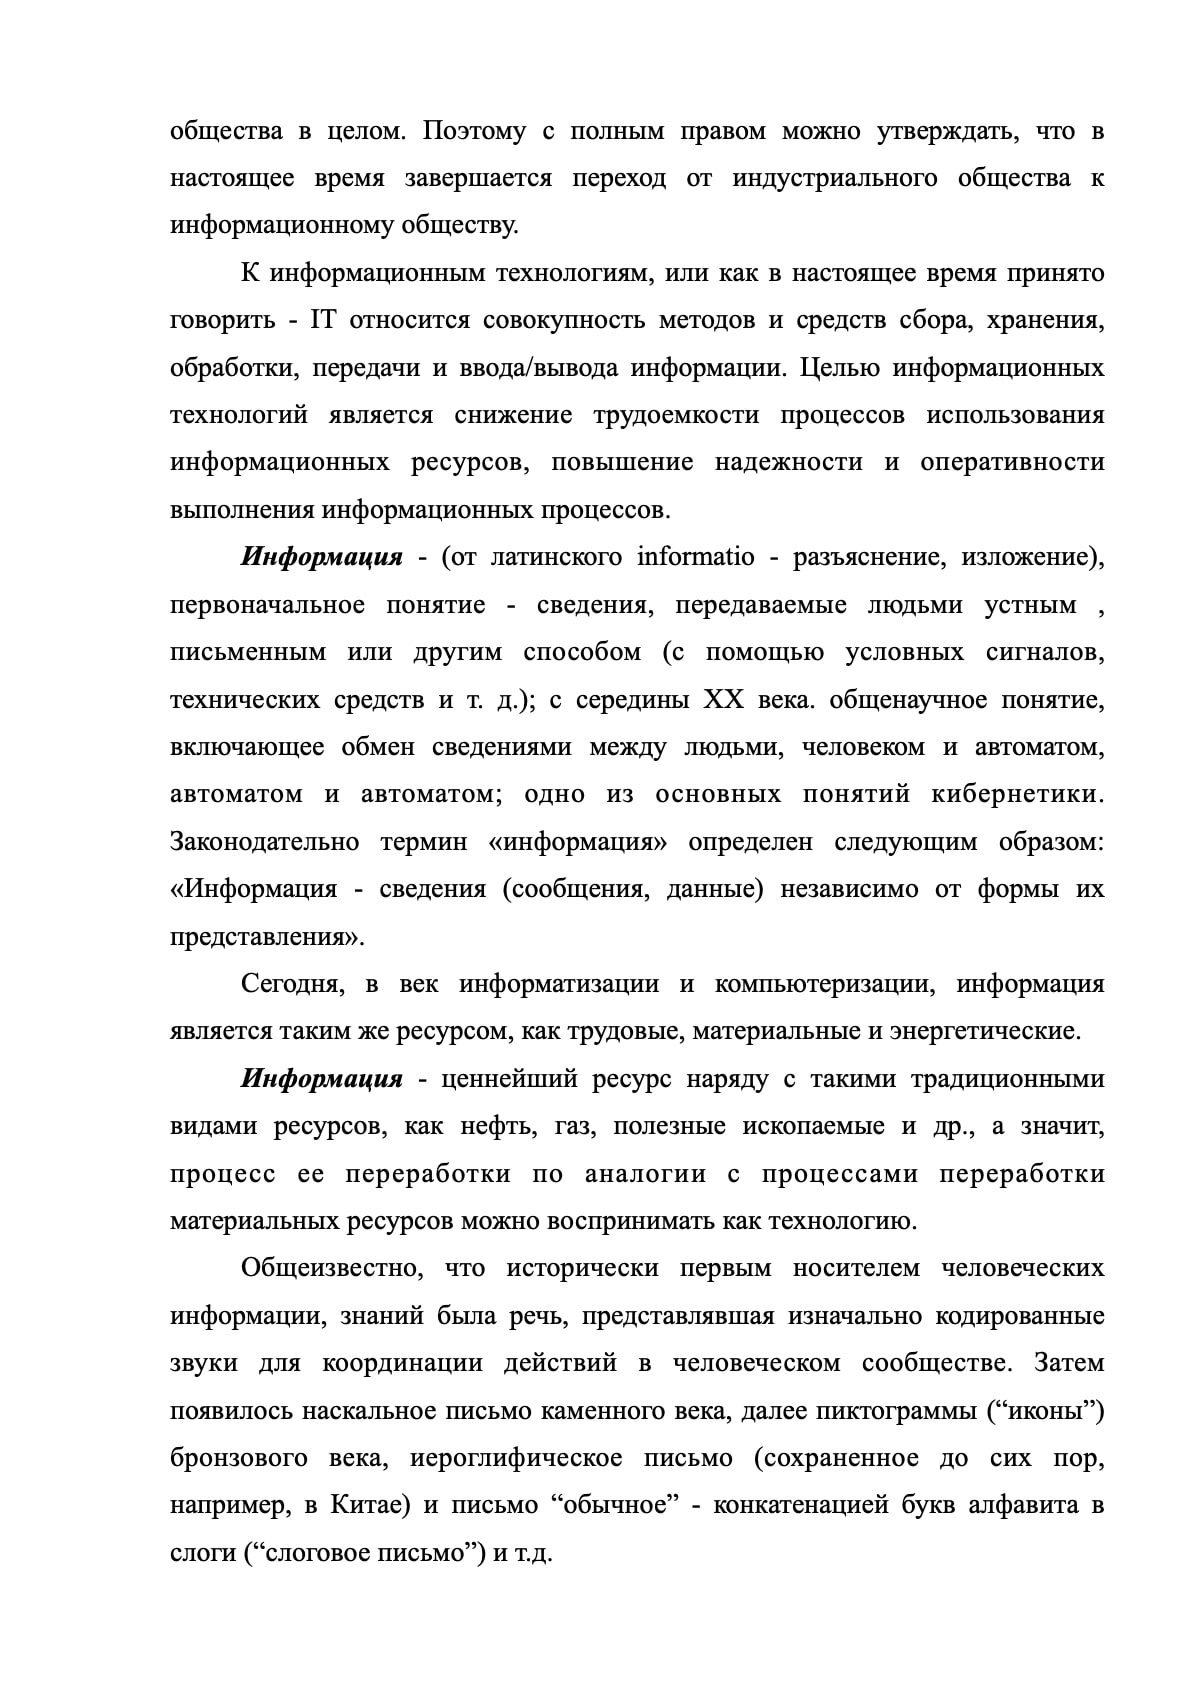 общества в целом. Поэтому с полным правом можно утверждать, что в
настоящее время завершается переход от индустриального общества к
информационному обществу.
К информационным технологиям, или как в настоящее время принято
говорить - IT относится совокупность методов и средств сбора, хранения,
обработки, передачи и ввода/вывода информации. Целью информационных
технологий является снижение трудоемкости процессов использования
информационных ресурсов, повышение надежности и оперативности
выполнения информационных процессов.
Информация - (от латинского informatio - разъяснение, изложение),
первоначальное понятие - сведения, передаваемые людьми устным ,
письменным или другим способом (с помощью условных сигналов,
технических средств и т. д.); с середины XX века. общенаучное понятие,
включающее обмен сведениями между людьми, человеком и автоматом,
автоматом и автоматом; одно из основных понятий кибернетики.
Законодательно термин «информация» определен следующим образом:
«Информация - сведения (сообщения, данные) независимо от формы их
представления».
Сегодня, в век информатизации и компьютеризации, информация
является таким же ресурсом, как трудовые, материальные и энергетические.
Информация - ценнейший ресурс наряду с такими традиционными
видами ресурсов, как нефть, газ, полезные ископаемые и др., а значит,
процесс ее переработки по аналогии с процессами переработки
материальных ресурсов можно воспринимать как технологию.
Общеизвестно, что исторически первым носителем человеческих
информации, знаний была речь, представлявшая изначально кодированные
звуки для координации действий в человеческом сообществе. Затем
появилось наскальное письмо каменного века, далее пиктограммы (“иконы”)
бронзового века, иероглифическое письмо (сохраненное до сих пор,
например, в Китае) и письмо “обычное” - конкатенацией букв алфавита в
слоги (“слоговое письмо”) и т.д.